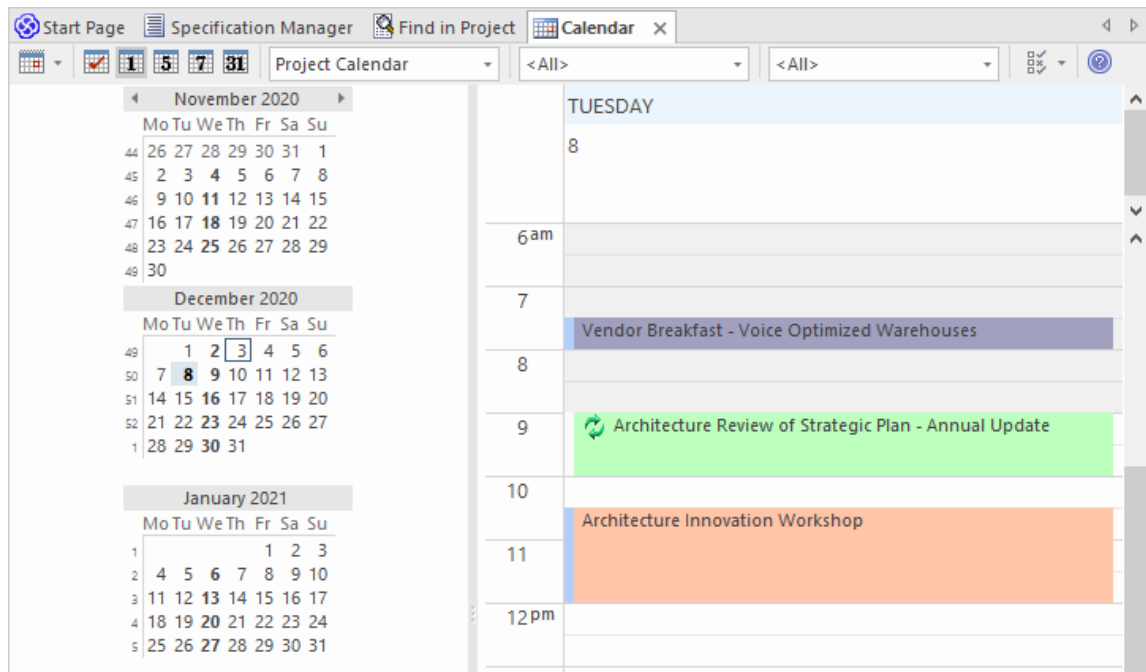 Start Page Specification Manager Find in Project Calendar
1 5 7 31 Project Calendar <All> <All>
November 2020
Mo Tu We Th Fr Sa Su
44 26 27 28 29 30 31 1
45 2 3 4 5 6 7 8
46 9 10 11 12 13 14 15
47 16 17 18 19 20 21 22
48 23 24 25 26 27 28 29
49 30
December 2020
Mo Tu We Th Fr Sa Su
49 1 2 3 4 5 6
50 7 8 9 10 11 12 13
51 14 15 16 17 18 19 20
52 21 22 23 24 25 26 27
1 28 29 30 31
January 2021
Mo Tu We Th Fr Sa Su
1 1 2 3
2 4 5 6 7 8 9 10
3 11 12 13 14 15 16 17
4 18 19 20 21 22 23 24
5 25 26 27 28 29 30 31
TUESDAY
8
6 am
7
Vendor Breakfast - Voice Optimized Warehouses
8
9 Architecture Review of Strategic Plan - Annual Update
10
Architecture Innovation Workshop
11
12 pm